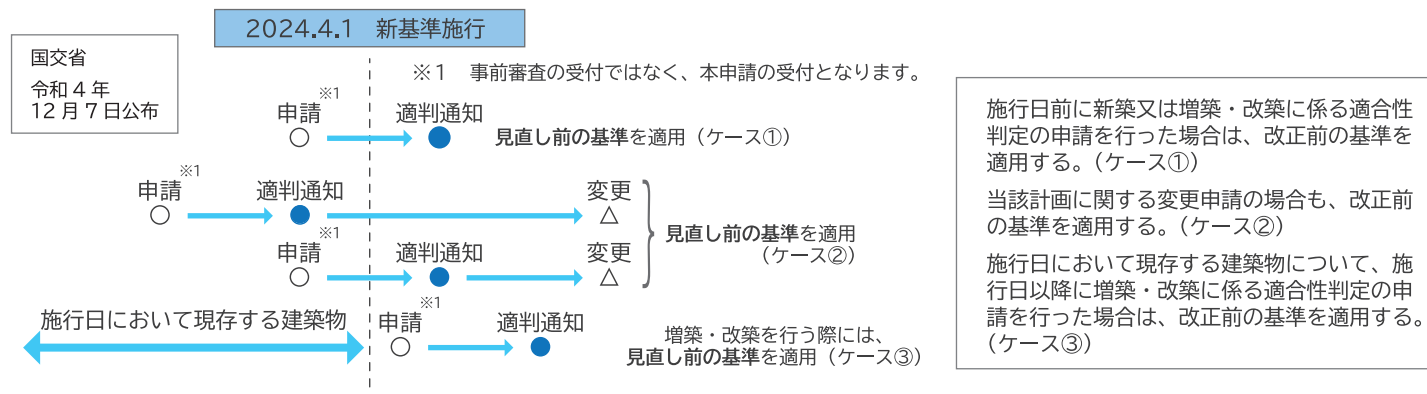 2024.4.1 新基準施行
国交省
令和4年
12月7日公布
※1 事前審査の受付ではなく、本申請の受付となります。
申請※1 適判通知
見直し前の基準を適用（ケース①）
申請※1 適判通知 変更
申請※1 適判通知 変更
見直し前の基準を適用
（ケース②）
施行日において現存する建築物
申請※1 適判通知
増築・改築を行う際には、
見直し前の基準を適用（ケース③）
施行日前に新築又は増築・改築に係る適合性
判定の申請を行った場合は、改正前の基準を
適用する。（ケース①）
当該計画に関する変更申請の場合も、改正前
の基準を適用する。（ケース②）
施行日において現存する建築物について、施
行日以降に増築・改築に係る適合性判定の申
請を行った場合は、改正前の基準を適用する。
（ケース③）